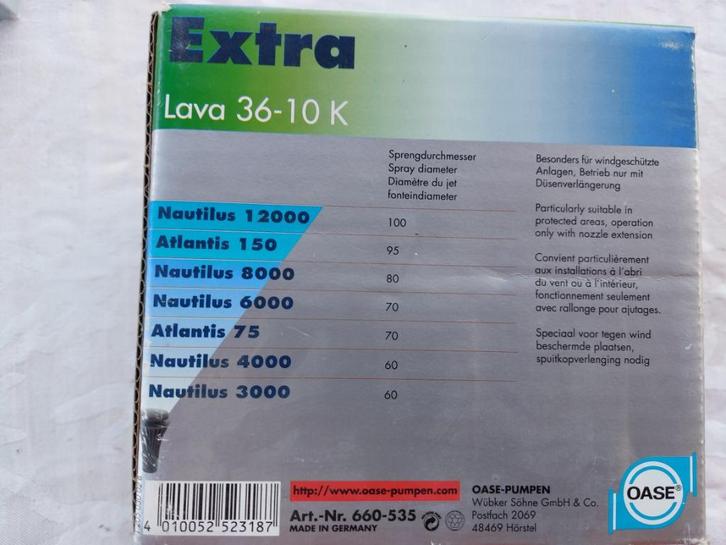 Extra
Lava 36-10 K
Sprengdurchmesser
Spray diameter
Diamètre du jet
fonteindiameter
Nautilus 12000 100
Atlantis 150 95
Nautilus 8000 80
Nautilus 6000 70
Atlantis 75 70
Nautilus 4000 60
Nautilus 3000 60
Besonders für windgeschützte
Anlagen, Betrieb nur mit
Düsenverlängerung
Particularly suitable in
protected areas, operation
only with nozzle extension
Convient particulièrement
aux installations à l'abri
du vent ou à l'intérieur,
fonctionnement seulement
avec rallonge pour ajutages.
Speciaal voor tegen wind
beschermde plaatsen,
spuitkopverlenging nodig
4 010052 523187
http://www.oase-pumpen.com
Art.-Nr. 660-535
MADE IN GERMANY
OASE-PUMPEN
Wübker Söhne GmbH & Co.
Postfach 2069
48469 Hörstel
OASE®